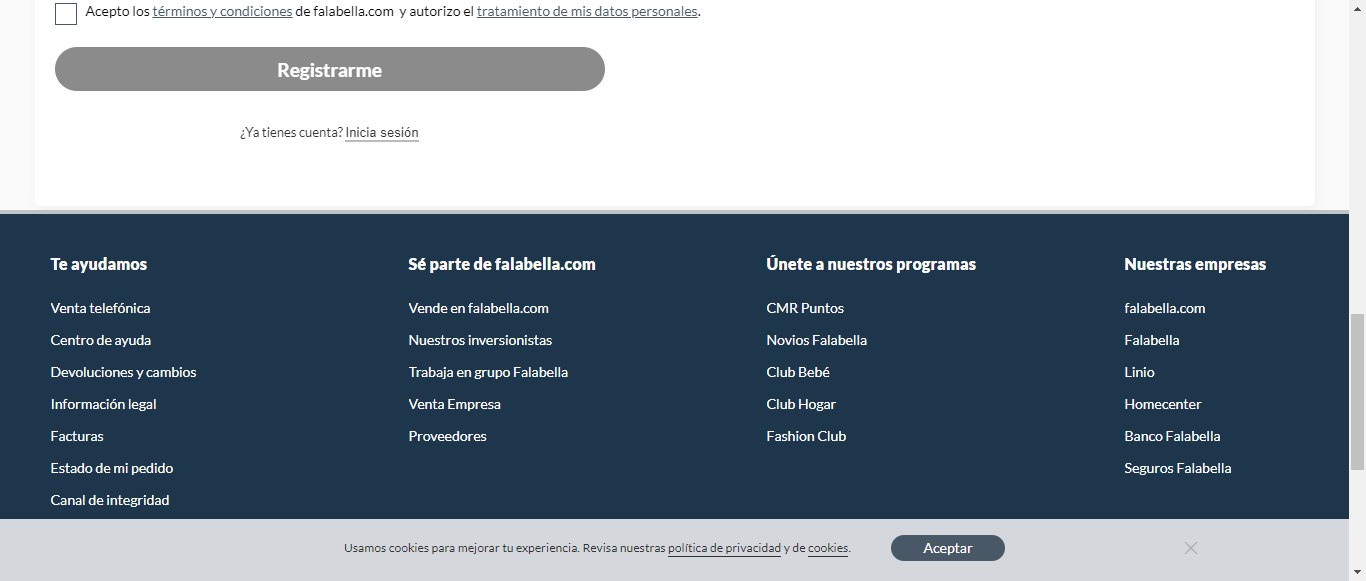 Acepto los términos y condiciones de falabella.com y autorizo el tratamiento de mis datos personales.
Registrarme
¿Ya tienes cuenta? Inicia sesión
Te ayudamos
Venta telefónica
Centro de ayuda
Devoluciones y cambios
Información legal
Facturas
Estado de mi pedido
Canal de integridad
Sé parte de falabella.com
Vende en falabella.com
Nuestros inversionistas
Trabaja en grupo Falabella
Venta Empresa
Proveedores
Únete a nuestros programas
CMR Puntos
Novios Falabella
Club Bebé
Club Hogar
Fashion Club
Nuestras empresas
falabella.com
Falabella
Linio
Homecenter
Banco Falabella
Seguros Falabella
Usamos cookies para mejorar tu experiencia. Revisa nuestras política de privacidad y de cookies.
Aceptar